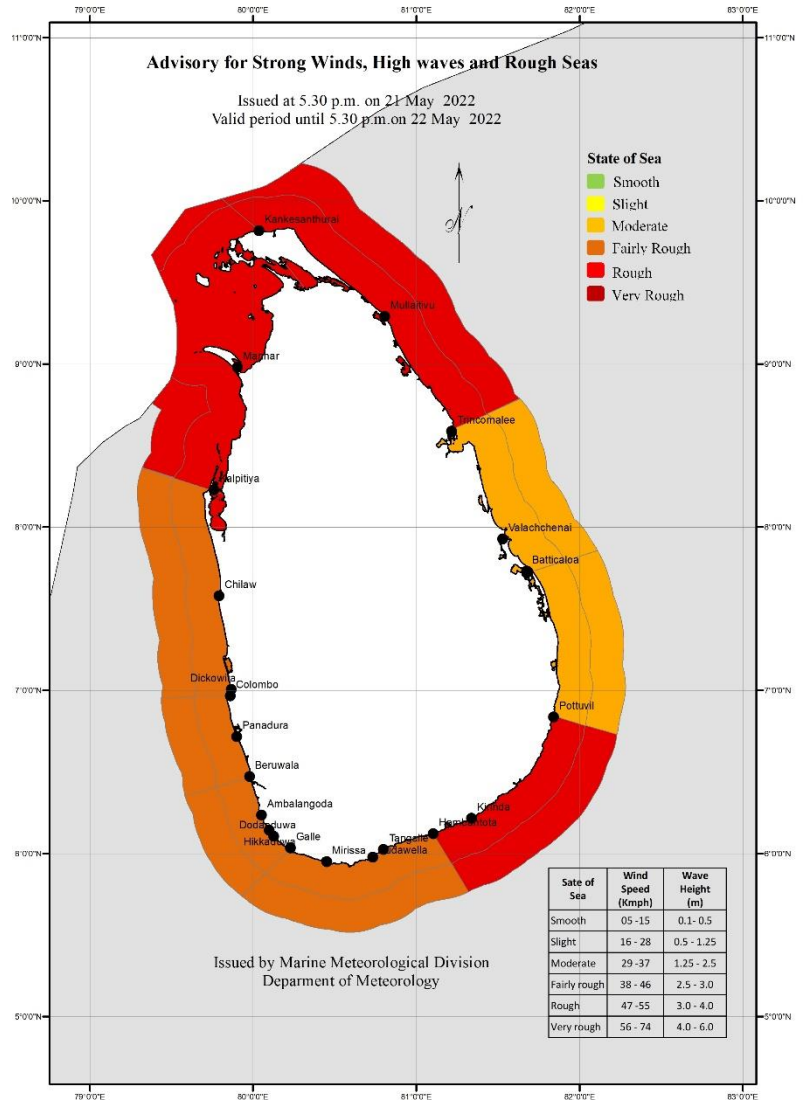 79°0'0"E 80°0'0"E 81°0'0"E 82°0'0"E 83°0'0"E
11°0'0"N 11°0'0"N
Advisory for Strong Winds, High waves and Rough Seas
Issued at 5.30 p.m. on 21 May 2022
Valid period until 5.30 p.m.on 22 May 2022
State of Sea
Smooth
Slight
Moderate
Fairly Rough
Rough
Very Rough
N
10°0'0"N 10°0'0"N
Kankesanthurai
Mullaitivu
9°0'0"N 9°0'0"N
Mannar
Trincomalee
Kalpitiya
8°0'0"N 8°0'0"N
Valachchenai
Batticaloa
Chilaw
Dickowita
Colombo
7°0'0"N 7°0'0"N
Pottuvil
Panadura
Beruwala
Ambalangoda
Kirinda
Dodanduwa
Hambantota
Hikkaduwa
Galle
Tangalle
Mirissa
6°0'0"N 6°0'0"N
Sate of Sea Wind Speed (Kmph) Wave Height (m)
Smooth 05 -15 0.1- 0.5
Slight 16 - 28 0.5 - 1.25
Moderate 29 -37 1.25 - 2.5
Fairly rough 38 - 46 2.5 - 3.0
Rough 47 -55 3.0 - 4.0
Very rough 56 - 74 4.0 - 6.0
Issued by Marine Meteorological Division
Deparment of Meteorology
5°0'0"N 5°0'0"N
79°0'0"E 80°0'0"E 81°0'0"E 82°0'0"E 83°0'0"E